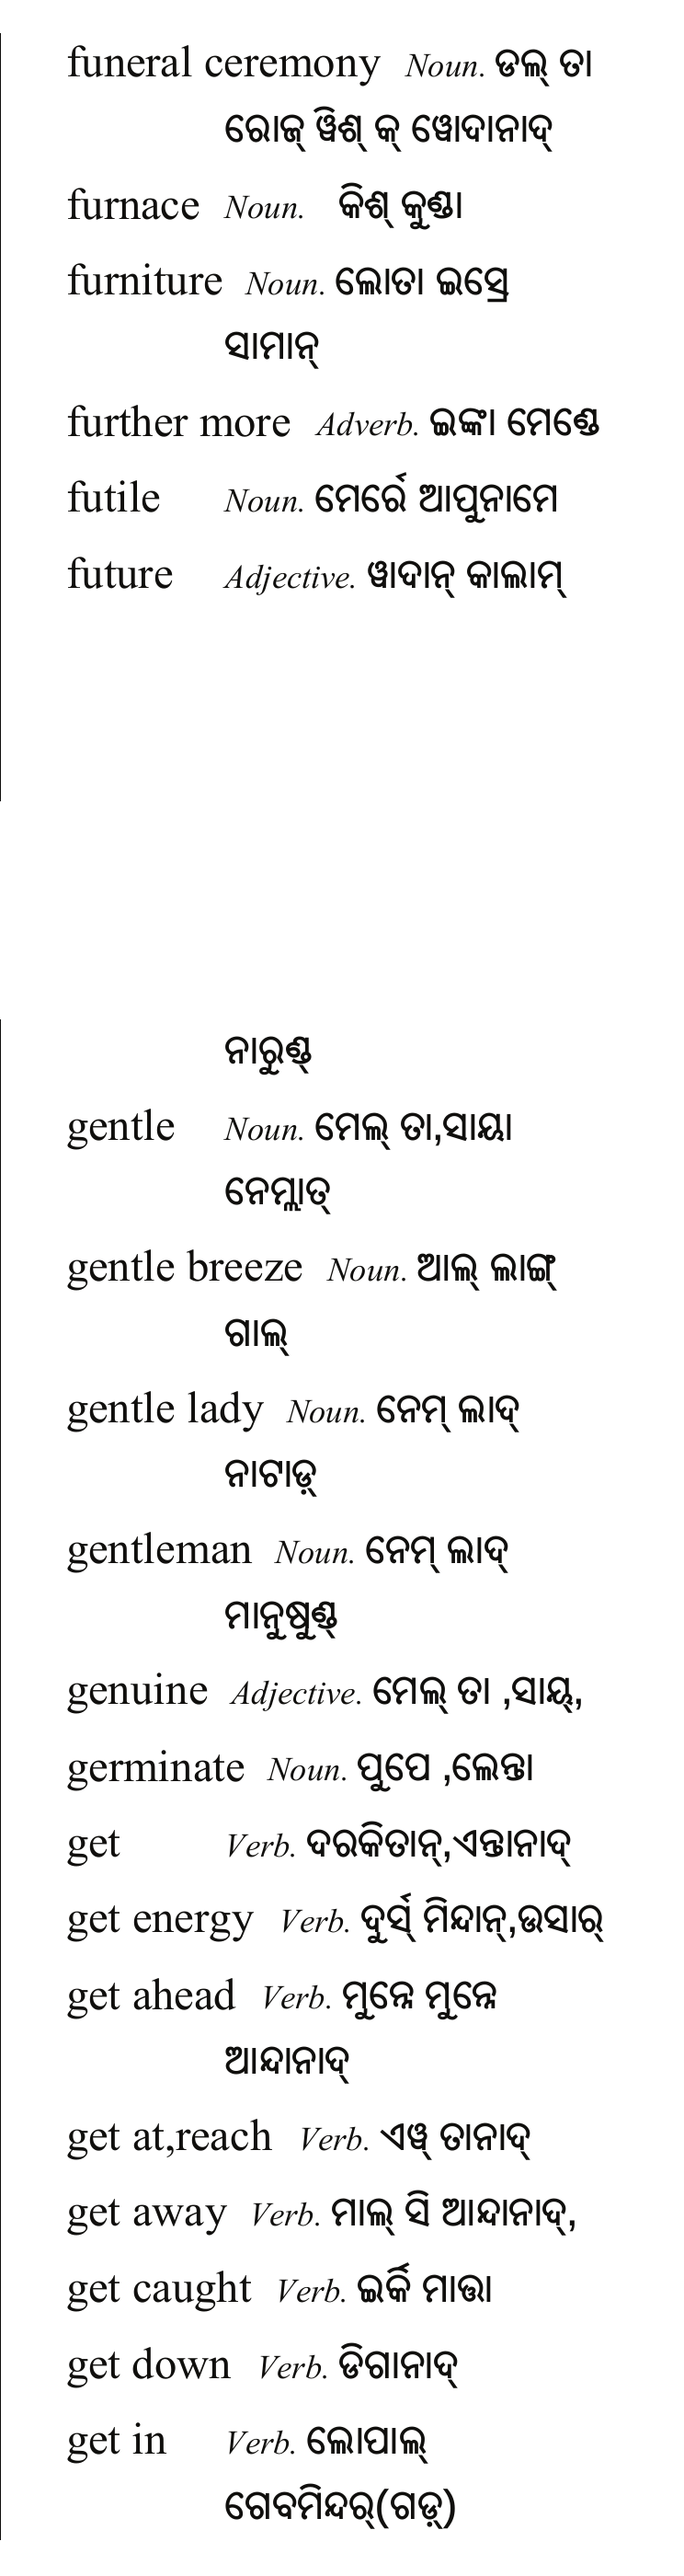 funeral ceremony Noun. ଡଲ୍ ତା
ରୋଜ୍ ୱିଶ୍ କ୍ ୱୋଦାନାଦ୍
furnace Noun. କିଶ୍ କୁଣ୍ଡା
furniture Noun. ଲୋତା ଇସ୍ରେ
ସାମାନ୍
further more Adverb. ଇଙ୍କା ମେଣ୍ଡେ
futile Noun. ମେର୍ରେ ଆପୁନାମେ
future Adjective. ୱାଦାନ୍ କାଲାମ୍
ନାରୁଣ୍ଡ୍
gentle Noun. ମେଲ୍ ତା,ସାୟା
ନେମ୍ଲାତ୍
gentle breeze Noun. ଆଲ୍ ଲାଙ୍ଗ୍
ଗାଲ୍
gentle lady Noun. ନେମ୍ ଲାଦ୍
ନାଟାଡ଼୍
gentleman Noun. ନେମ୍ ଲାଦ୍
ମାନୁଷୁଣ୍ଡ୍
genuine Adjective. ମେଲ୍ ତା ,ସାୟ୍,
germinate Noun. ପୁପେ ,ଲେନ୍ତା
get Verb. ଦରକିତାନ୍,ଏନ୍ତାନାଦ୍
get energy Verb. ଦୁର୍ସ୍ ମିନ୍ଦାନ୍,ଉସାର୍
get ahead Verb. ମୁନ୍ନେ ମୁନ୍ନେ
ଆନ୍ଦାନାଦ୍
get at,reach Verb. ଏୱ୍ ତାନାଦ୍
get away Verb. ମାଲ୍ ସି ଆନ୍ଦାନାଦ୍,
get caught Verb. ଇର୍କି ମାତ୍ତା
get down Verb. ଡିଗାନାଦ୍
get in Verb. ଲୋପାଲ୍
ଗେବମିନ୍ଦର୍(ଗଡ଼୍)